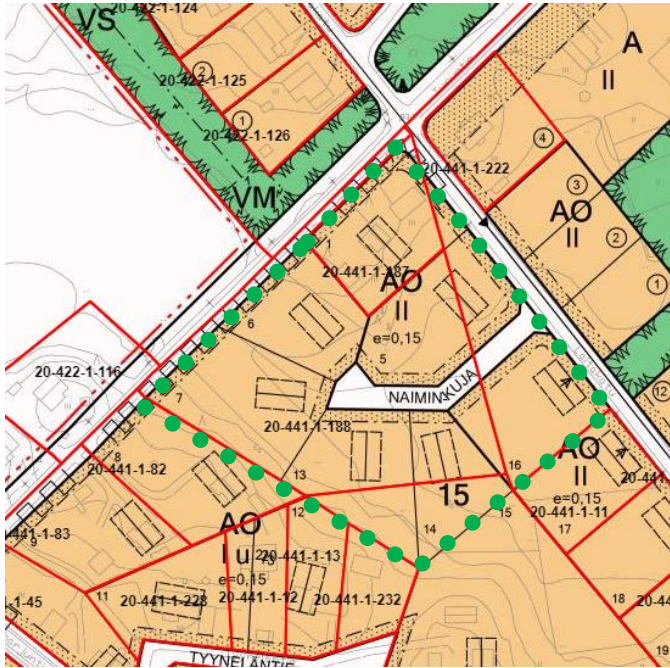 20-422-1-124
VS
A
II
2
20-422-1-125
1
20-422-1-126
4
20-441-1-222
3
VM
AO
II
2
1
1
20-441-1-187
AO
II
6
e=0,15
5
20-422-1-116
NAIMINKUJA
7
12
20-441-1-188
8
20-441-1-82
16
AO
II
13
15
e=0,15
12
15
20-441-1-11
AO
I u
20-441-1-13
14
17
9
e=0,15
11
20-441-1-228
20-441-1-12
20-441-1-232
18
TYYNELÄNTIE
19